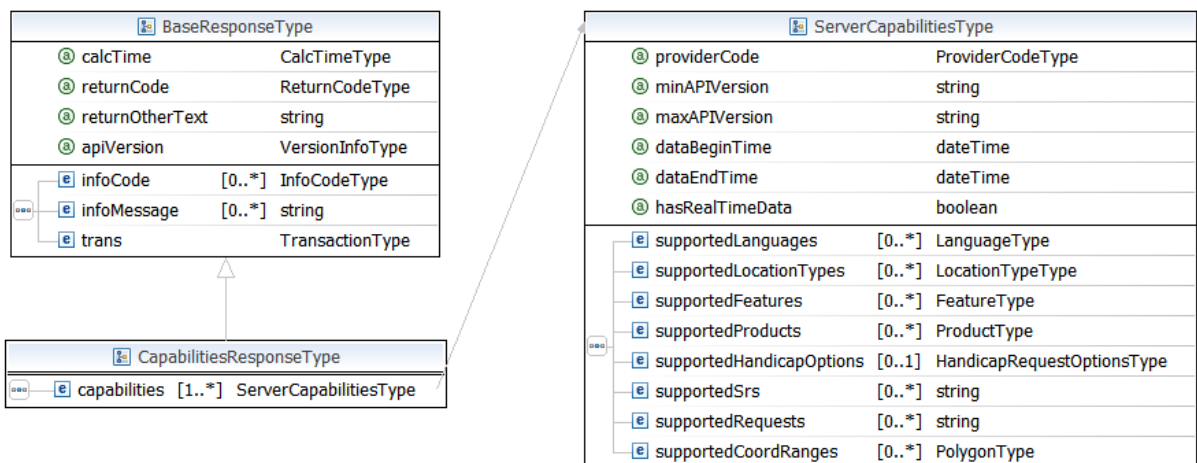 BaseResponseType
calcTime CalcTimeType
returnCode ReturnCodeType
returnOtherText string
apiVersion VersionInfoType
infoCode [0..*] InfoCodeType
infoMessage [0..*] string
trans TransactionType
CapabilitiesResponseType
capabilities [1..*] ServerCapabilitiesType
ServerCapabilitiesType
providerCode ProviderCodeType
minAPIVersion string
maxAPIVersion string
dataBeginTime dateTime
dataEndTime dateTime
hasRealTimeData boolean
supportedLanguages [0..*] LanguageType
supportedLocationTypes [0..*] LocationTypeType
supportedFeatures [0..*] FeatureType
supportedProducts [0..*] ProductType
supportedHandicapOptions [0..1] HandicapRequestOptionsType
supportedSrs [0..*] string
supportedRequests [0..*] string
supportedCoordRanges [0..*] PolygonType